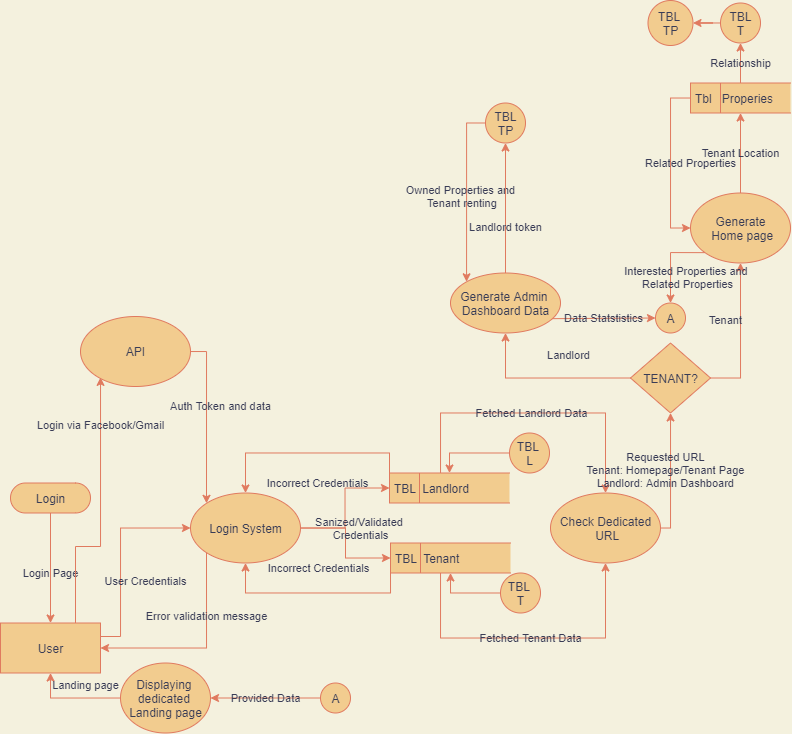 TBL
TP
TBL
T
Relationship
Tbl
Properies
TBL
TP
Tenant Location
Related Properties
Owned Properties and
Tenant renting
Landlord token
Generate
Home page
Interested Properties and
Related Properties
Generate Admin
Dashboard Data
Data Statstistics
A
Tenant
Landlord
API
TENANT?
Auth Token and data
Login via Facebook/Gmail
Fetched Landlord Data
TBL
L
Requested URL
Tenant: Homepage/Tenant Page
Landlord: Admin Dashboard
Incorrect Credentials
TBL
Landlord
Login
Login System
Sanized/Validated
Credentials
Check Dedicated
URL
TBL
Tenant
Login Page
User Credentials
Incorrect Credentials
TBL
T
Error validation message
Fetched Tenant Data
User
Landing page
Displaying
dedicated
Landing page
Provided Data
A